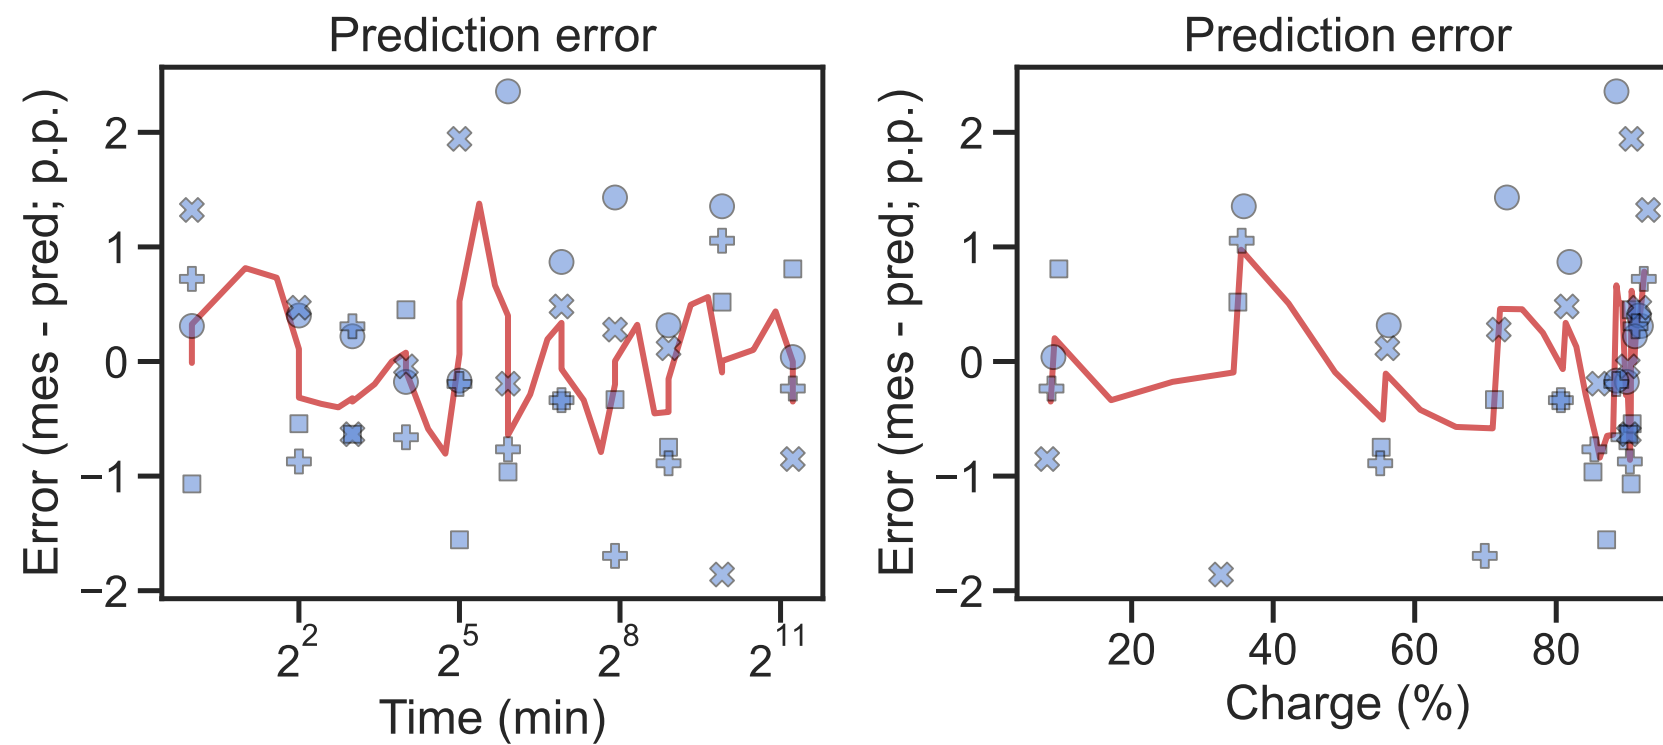 Prediction error
Error (mes - pred; p.p.)
2
1
0
−1
−2
2^2 2^5 2^8 2^11
Time (min)
Prediction error
Error (mes - pred; p.p.)
2
1
0
−1
−2
20 40 60 80
Charge (%)